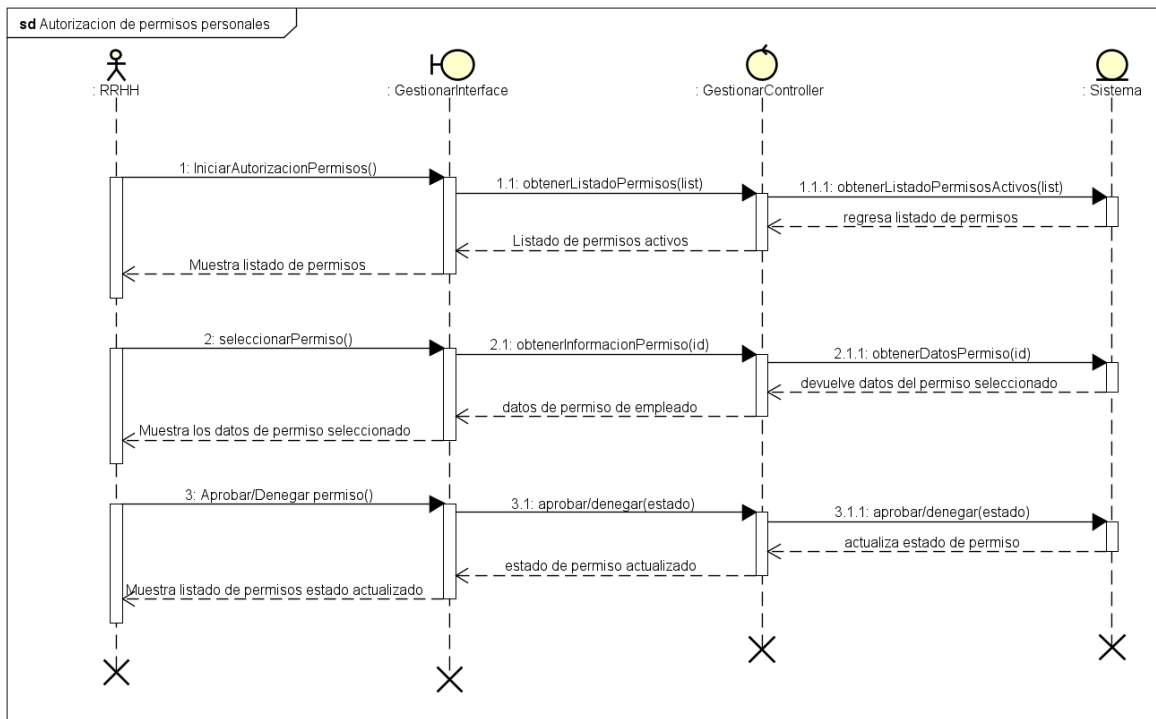 sd Autorizacion de permisos personales
: RRHH
: GestionarInterface
: GestionarController
: Sistema
1: IniciarAutorizacionPermisos()
1.1: obtenerListadoPermisos(list)
1.1.1: obtenerListadoPermisosActivos(list)
regresa listado de permisos
Listado de permisos activos
Muestra listado de permisos
2: seleccionarPermiso()
2.1: obtenerInformacionPermiso(id)
2.1.1: obtenerDatosPermiso(id)
devuelve datos del permiso seleccionado
datos de permiso de empleado
Muestra los datos de permiso seleccionado
3: Aprobar/Denegar permiso()
3.1: aprobar/denegar(estado)
3.1.1: aprobar/denegar(estado)
actualiza estado de permiso
estado de permiso actualizado
Muestra listado de permisos estado actualizado